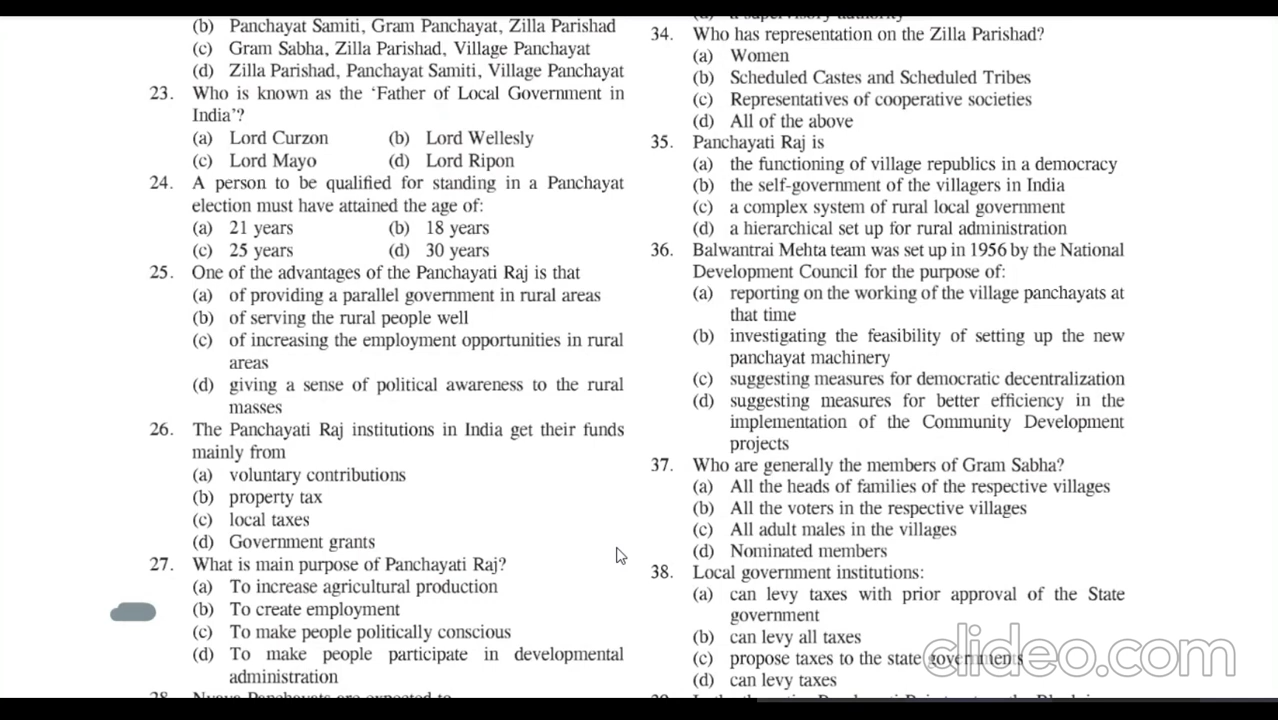 (b) Panchayat Samiti, Gram Panchayat, Zilla Parishad
(c) Gram Sabha, Zilla Parishad, Village Panchayat
(d) Zilla Parishad, Panchayat Samiti, Village Panchayat
23. Who is known as the ‘Father of Local Government in
India’?
(a) Lord Curzon (b) Lord Wellesly
(c) Lord Mayo (d) Lord Ripon
24. A person to be qualified for standing in a Panchayat
election must have attained the age of:
(a) 21 years (b) 18 years
(c) 25 years (d) 30 years
25. One of the advantages of the Panchayati Raj is that
(a) of providing a parallel government in rural areas
(b) of serving the rural people well
(c) of increasing the employment opportunities in rural
areas
(d) giving a sense of political awareness to the rural
masses
26. The Panchayati Raj institutions in India get their funds
mainly from
(a) voluntary contributions
(b) property tax
(c) local taxes
(d) Government grants
27. What is main purpose of Panchayati Raj?
(a) To increase agricultural production
(b) To create employment
(c) To make people politically conscious
(d) To make people participate in developmental
administration
28. Nyaya Panchayats are expected to
(d) a supervisory authority
34. Who has representation on the Zilla Parishad?
(a) Women
(b) Scheduled Castes and Scheduled Tribes
(c) Representatives of cooperative societies
(d) All of the above
35. Panchayati Raj is
(a) the functioning of village republics in a democracy
(b) the self-government of the villagers in India
(c) a complex system of rural local government
(d) a hierarchical set up for rural administration
36. Balwantrai Mehta team was set up in 1956 by the National
Development Council for the purpose of:
(a) reporting on the working of the village panchayats at
that time
(b) investigating the feasibility of setting up the new
panchayat machinery
(c) suggesting measures for democratic decentralization
(d) suggesting measures for better efficiency in the
implementation of the Community Development
projects
37. Who are generally the members of Gram Sabha?
(a) All the heads of families of the respective villages
(b) All the voters in the respective villages
(c) All adult males in the villages
(d) Nominated members
38. Local government institutions:
(a) can levy taxes with prior approval of the State
government
(b) can levy all taxes
(c) propose taxes to the state governments
(d) can levy taxes
clideo.com